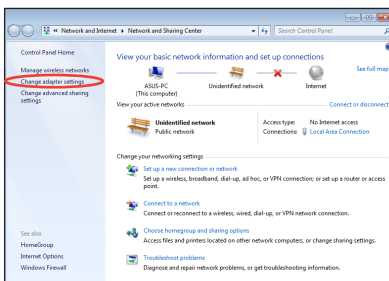 « Network and Internet ▸ Network and Sharing Center
Search Control Panel
Control Panel Home
Manage wireless networks
Change adapter settings
Change advanced sharing
settings
View your basic network information and set up connections
See full map
ASUS-PC
(This computer)
Unidentified network
Internet
View your active networks
Connect or disconnect
Unidentified network
Public network
Access type: No Internet access
Connections: Local Area Connection
Change your networking settings
Set up a new connection or network
Set up a wireless, broadband, dial-up, ad hoc, or VPN connection; or set up a router or access
point.
Connect to a network
Connect or reconnect to a wireless, wired, dial-up, or VPN network connection.
Choose homegroup and sharing options
Access files and printers located on other network computers, or change sharing settings.
Troubleshoot problems
Diagnose and repair network problems, or get troubleshooting information.
See also
HomeGroup
Internet Options
Windows Firewall